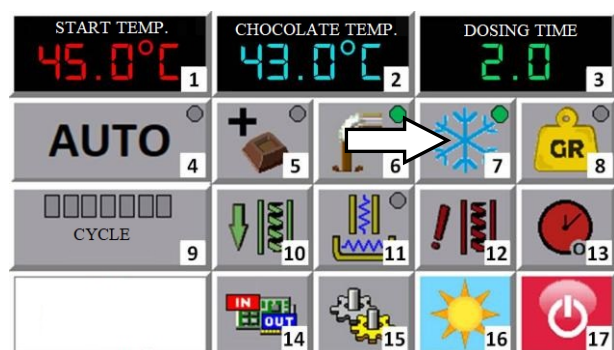 START TEMP.
CHOCOLATE TEMP.
DOSING TIME
45.0°C
1
43.0°C
2
2.0
3
AUTO
4
+
5
6
7
GR
8
CYCLE
9
10
11
!
12
13
IN
OUT
14
15
16
17